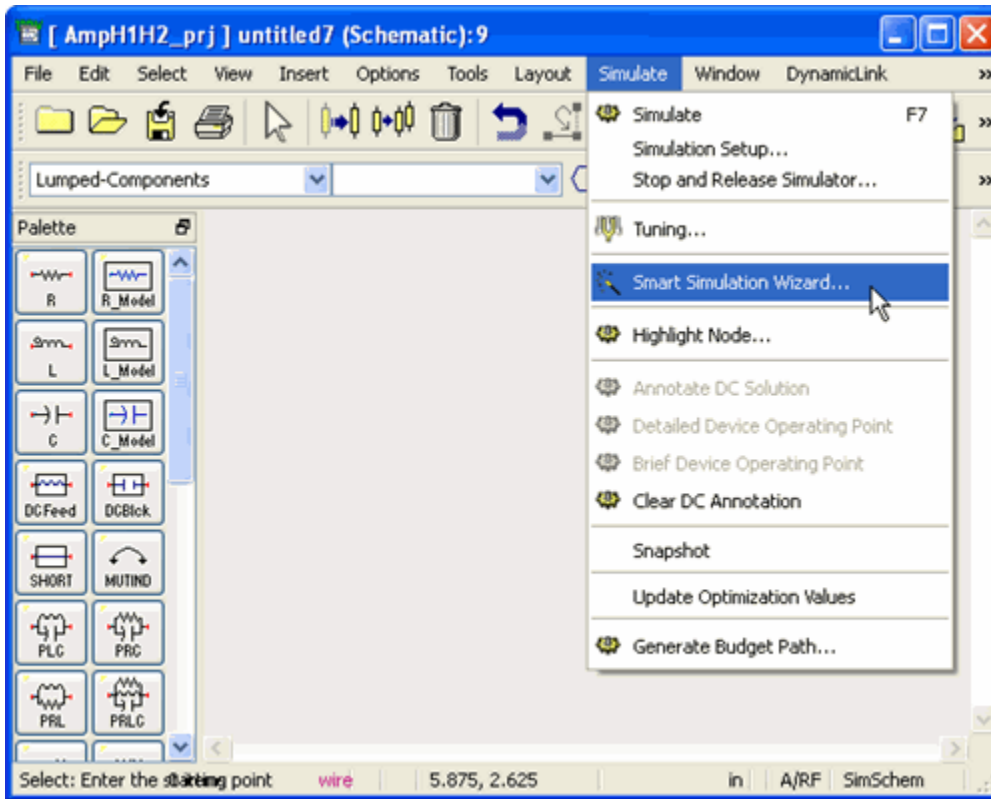 [ AmpH1H2_prj ] untitled7 (Schematic):9
File Edit Select View Insert Options Tools Layout Simulate Window DynamicLink »
Simulate F7
Simulation Setup...
Stop and Release Simulator...
Tuning...
Smart Simulation Wizard...
Highlight Node...
Annotate DC Solution
Detailed Device Operating Point
Brief Device Operating Point
Clear DC Annotation
Snapshot
Update Optimization Values
Generate Budget Path...
Lumped-Components
Palette
R R_Model
L L_Model
C C_Model
DCFeed DCBlck
SHORT MUTIND
PLC PRC
PRL PRLC
Select: Enter the point wire 5.875, 2.625 in A/RF SimSchem